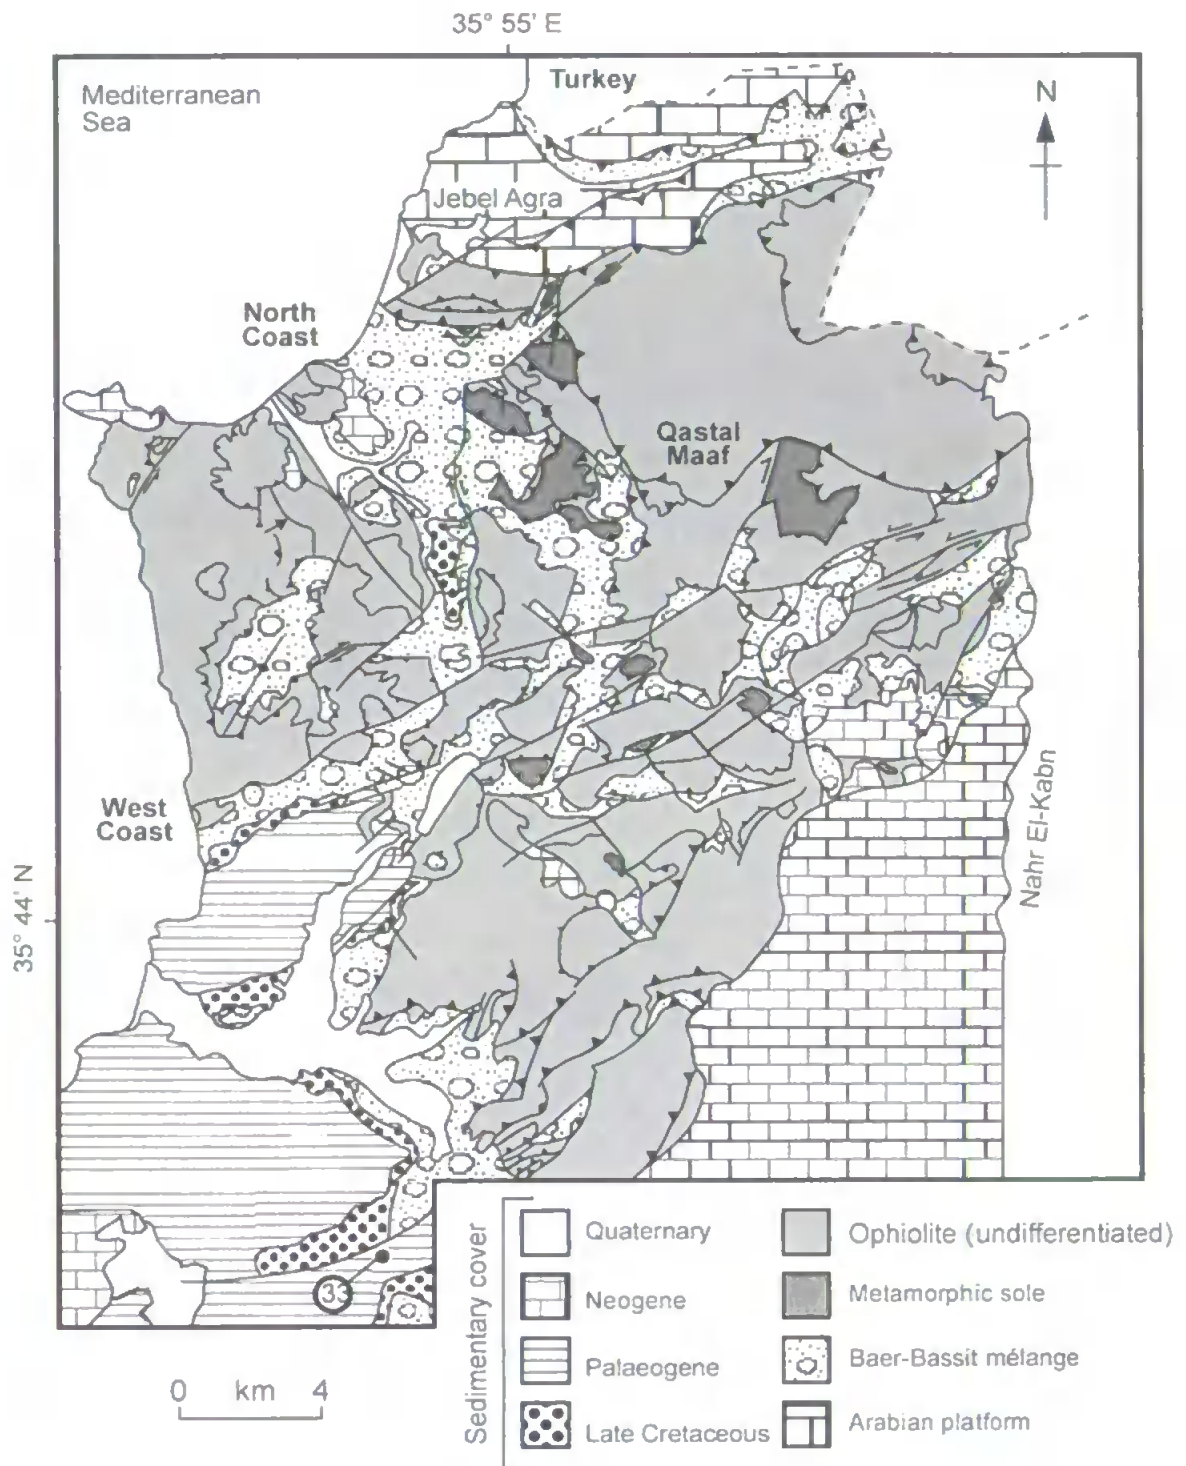 35° 55' E
Turkey
Mediterranean
Sea
N
Jebel Agra
North
Coast
Qastal
Maaf
West
Coast
Nahr El-Kabn
35° 44' N
33
0 km 4
Sedimentary cover
Quaternary
Neogene
Palaeogene
Late Cretaceous
Ophiolite (undifferentiated)
Metamorphic sole
Baer-Bassit mélange
Arabian platform